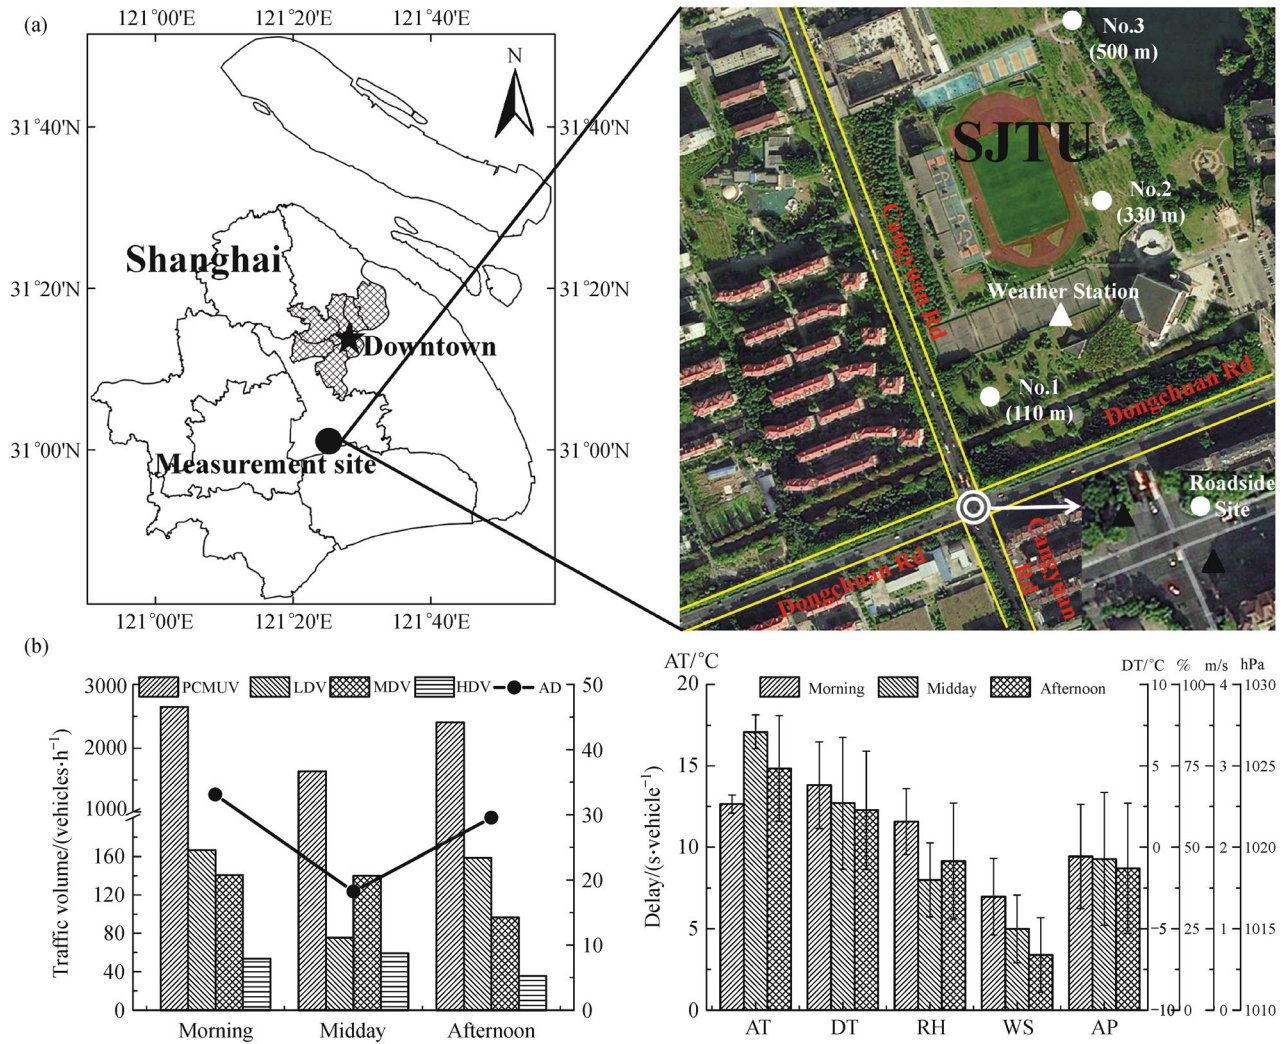 (a)
121°00'E 121°20'E 121°40'E
N
31°40'N 31°40'N
Shanghai
31°20'N 31°20'N
Downtown
31°00'N 31°00'N
Measurement site
121°00'E 121°20'E 121°40'E
No.3
(500 m)
SJTU
No.2
(330 m)
Cangyuan Rd
Weather Station
No.1
(110 m)
Dongchuan Rd
Roadside
Site
Cangyuan
Rd
Dongchuan Rd
(b)
PCMUV LDV MDV HDV AD
Traffic volume/(vehicles·h⁻¹)
3000
2000
1000
160
120
80
40
0
50
40
30
20
10
0
Morning Midday Afternoon
AT/°C
DT/°C % m/s hPa
Morning Midday Afternoon
Delay/(s·vehicle⁻¹)
20
15
10
5
0
10 100 4 1030
5 75 3 1025
0 50 2 1020
−5 25 1 1015
−10 0 0 1010
AT DT RH WS AP